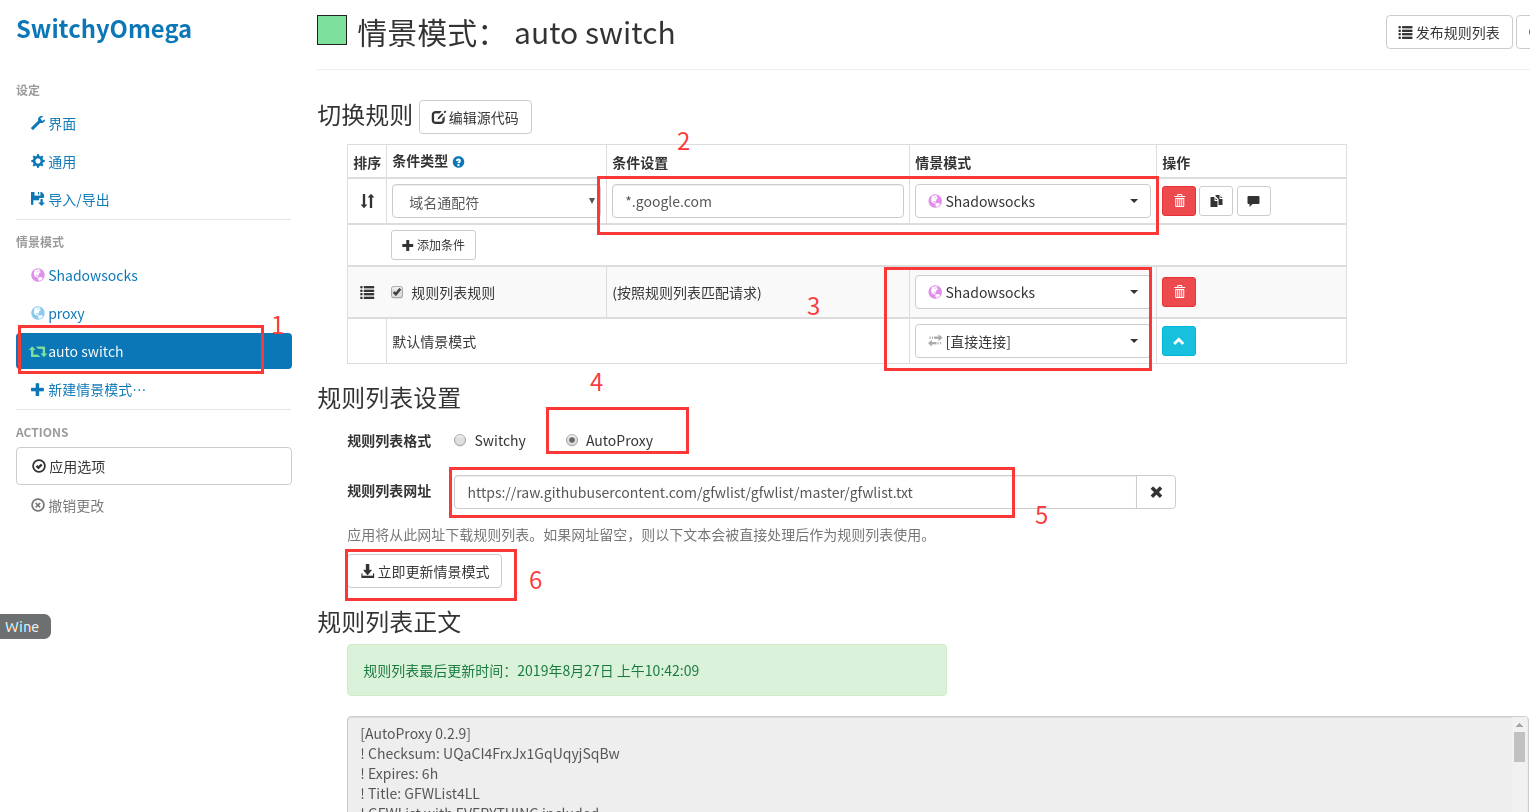 SwitchyOmega
设定
界面
通用
导入/导出
情景模式
Shadowsocks
proxy
1
auto switch
新建情景模式…
ACTIONS
应用选项
撤销更改
Wine
情景模式: auto switch
发布规则列表
切换规则 编辑源代码
2
排序 条件类型 条件设置 情景模式 操作
域名通配符 *.google.com Shadowsocks
添加条件
规则列表规则 (按照规则列表匹配请求) Shadowsocks
3
默认情景模式 [直接连接]
4
规则列表设置
规则列表格式 Switchy AutoProxy
规则列表网址 https://raw.githubusercontent.com/gfwlist/gfwlist/master/gfwlist.txt
5
应用将从此网址下载规则列表。如果网址留空，则以下文本会被直接处理后作为规则列表使用。
立即更新情景模式 6
规则列表正文
规则列表最后更新时间：2019年8月27日 上午10:42:09
[AutoProxy 0.2.9]
! Checksum: UQaCI4FrxJx1GqUqyjSqBw
! Expires: 6h
! Title: GFWList4LL
! GFWList with EVERYTHING included